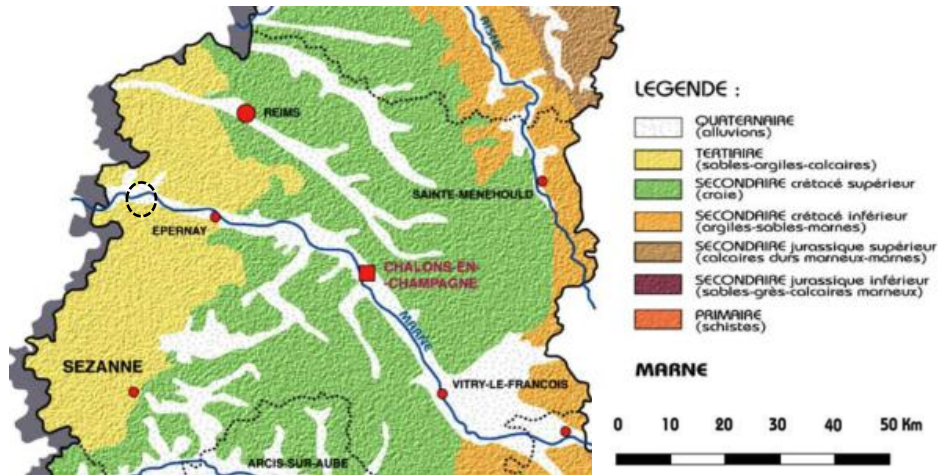 AISNE
REIMS
SAINTE-MÉNEHOULD
EPERNAY
CHALONS-EN-
-CHAMPAGNE
MARNE
SEZANNE
VITRY-LE-FRANCOIS
ARCIS-SUR-AUBE
LEGENDE :
QUATERNAIRE
(alluvions)
TERTIAIRE
(sables-argiles-calcaires)
SECONDAIRE crétacé supérieur
(craie)
SECONDAIRE crétacé inférieur
(argiles-sables-marnes)
SECONDAIRE jurassique supérieur
(calcaires durs marneux-marnes)
SECONDAIRE jurassique inférieur
(sables-grès-calcaires marneux)
PRIMAIRE
(schistes)
MARNE
0 10 20 30 40 50 Km